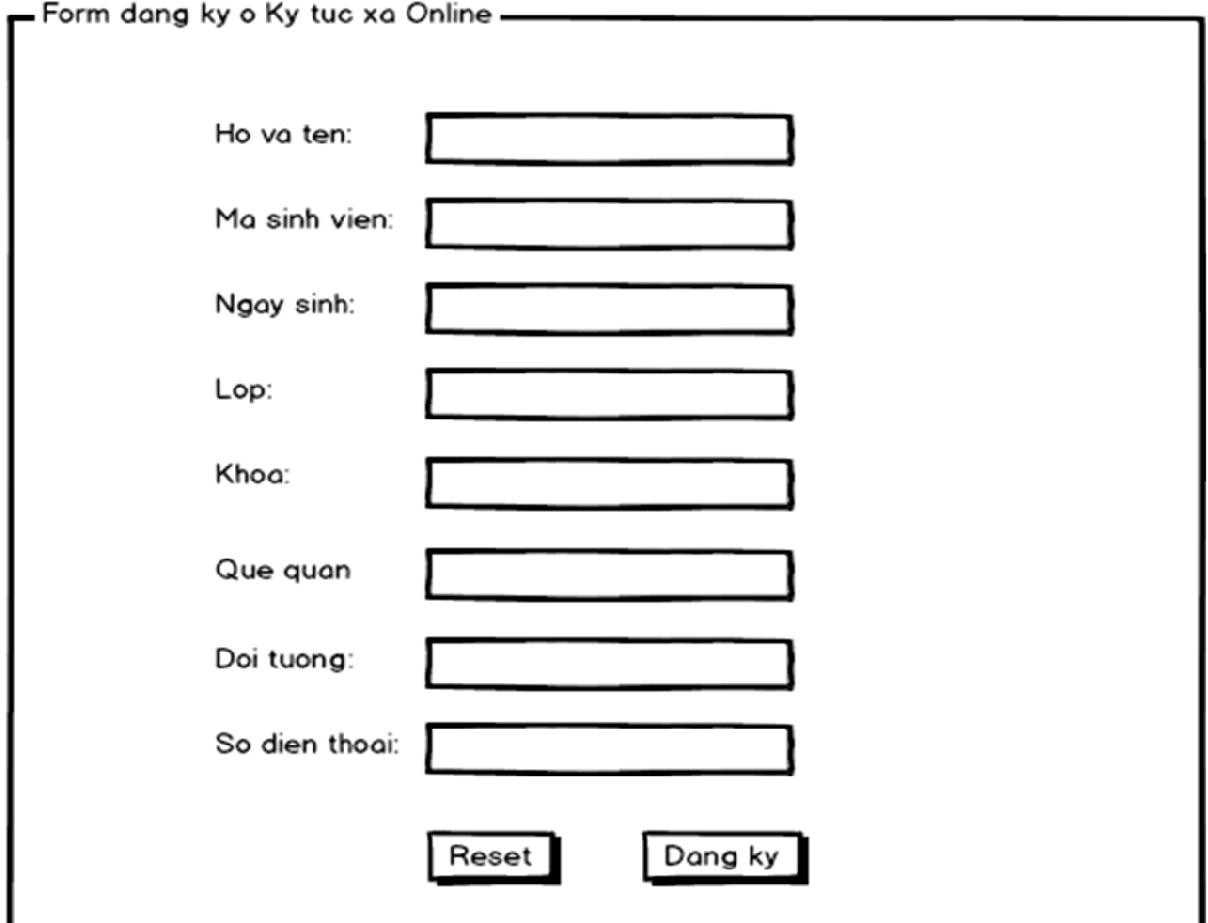 Form dang ky o Ky tuc xa Online
Ho va ten:
Ma sinh vien:
Ngay sinh:
Lop:
Khoa:
Que quan
Doi tuong:
So dien thoai:
Reset Dang ky